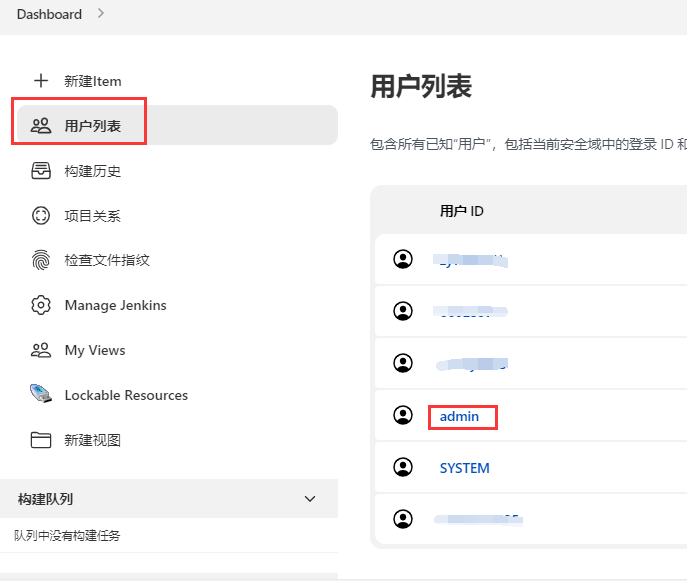 Dashboard
新建Item
用户列表
构建历史
项目关系
检查文件指纹
Manage Jenkins
My Views
Lockable Resources
新建视图
构建队列
队列中没有构建任务
用户列表
包含所有已知“用户”，包括当前安全域中的登录 ID 和
用户 ID
admin
SYSTEM